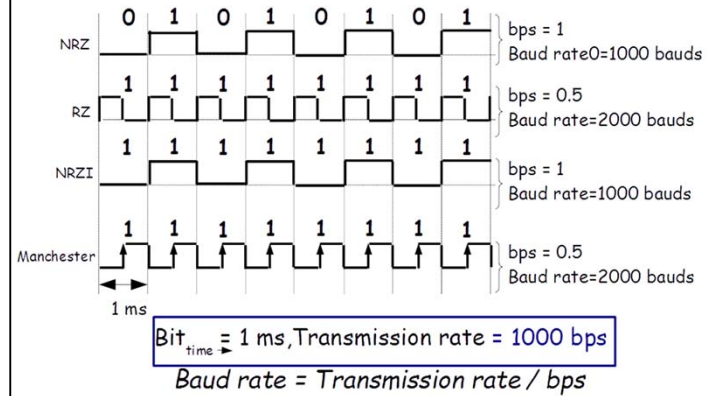 0 1 0 1 0 1 0 1
NRZ
bps = 1
Baud rate0=1000 bauds
1 1 1 1 1 1 1 1
RZ
bps = 0.5
Baud rate=2000 bauds
1 1 1 1 1 1 1 1
NRZI
bps = 1
Baud rate=1000 bauds
1 1 1 1 1 1 1 1
Manchester
bps = 0.5
Baud rate=2000 bauds
1 ms
Bit time = 1 ms,Transmission rate = 1000 bps
Baud rate = Transmission rate / bps